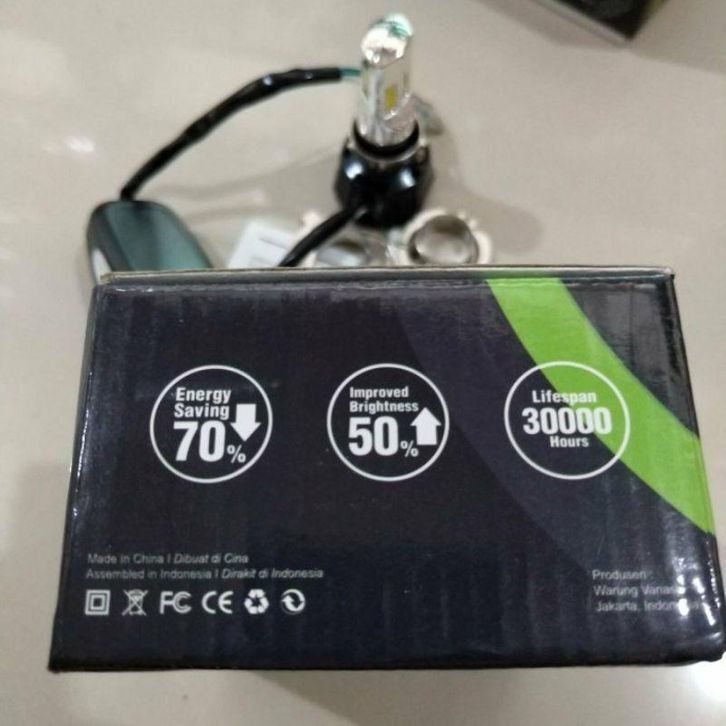 Energy
Saving
70%
Improved
Brightness
50%
Lifespan
30000
Hours
Made in China I Dibuat di Cina
Assembled in Indonesia I Dirakit di Indonesia
FC CE
Produsen :
Warung
Jakarta,